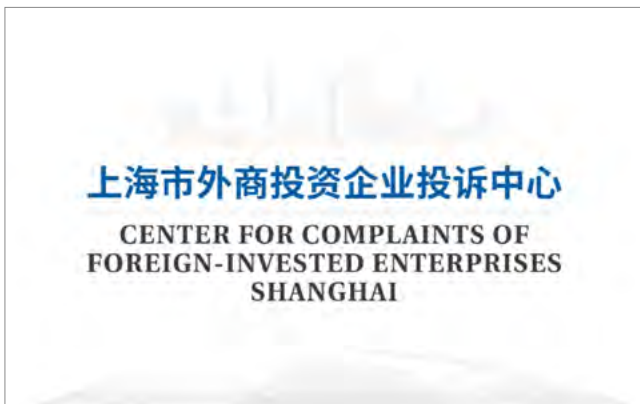 上海市外商投资企业投诉中心
CENTER FOR COMPLAINTS OF
FOREIGN-INVESTED ENTERPRISES
SHANGHAI